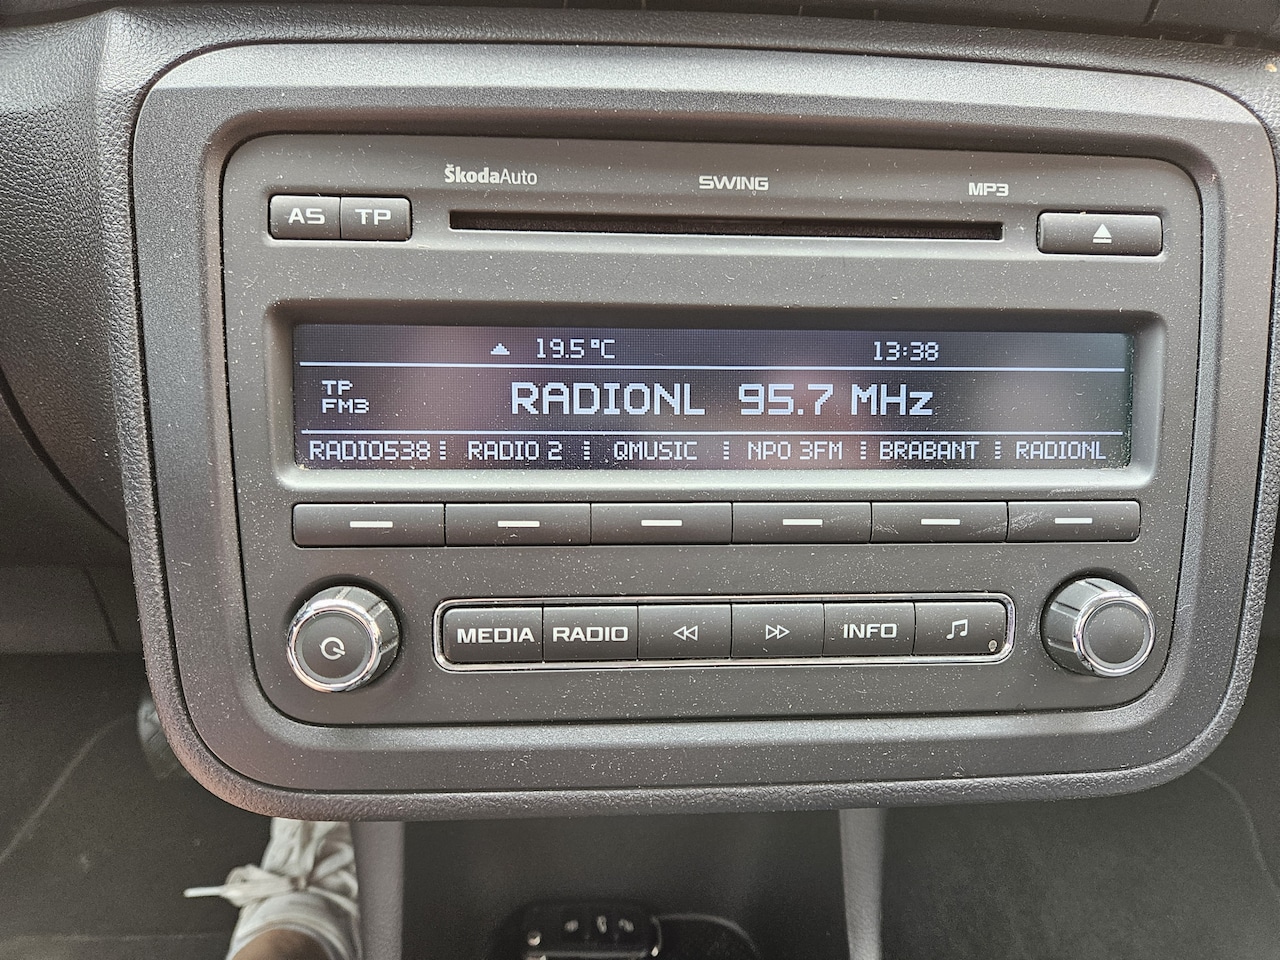 ŠkodaAuto SWING MP3
AS TP
19.5 °C 13:38
TP
FM3
RADIONL 95.7 MHz
RADIO538 RADIO 2 QMUSIC NPO 3FM BRABANT RADIONL
MEDIA RADIO INFO